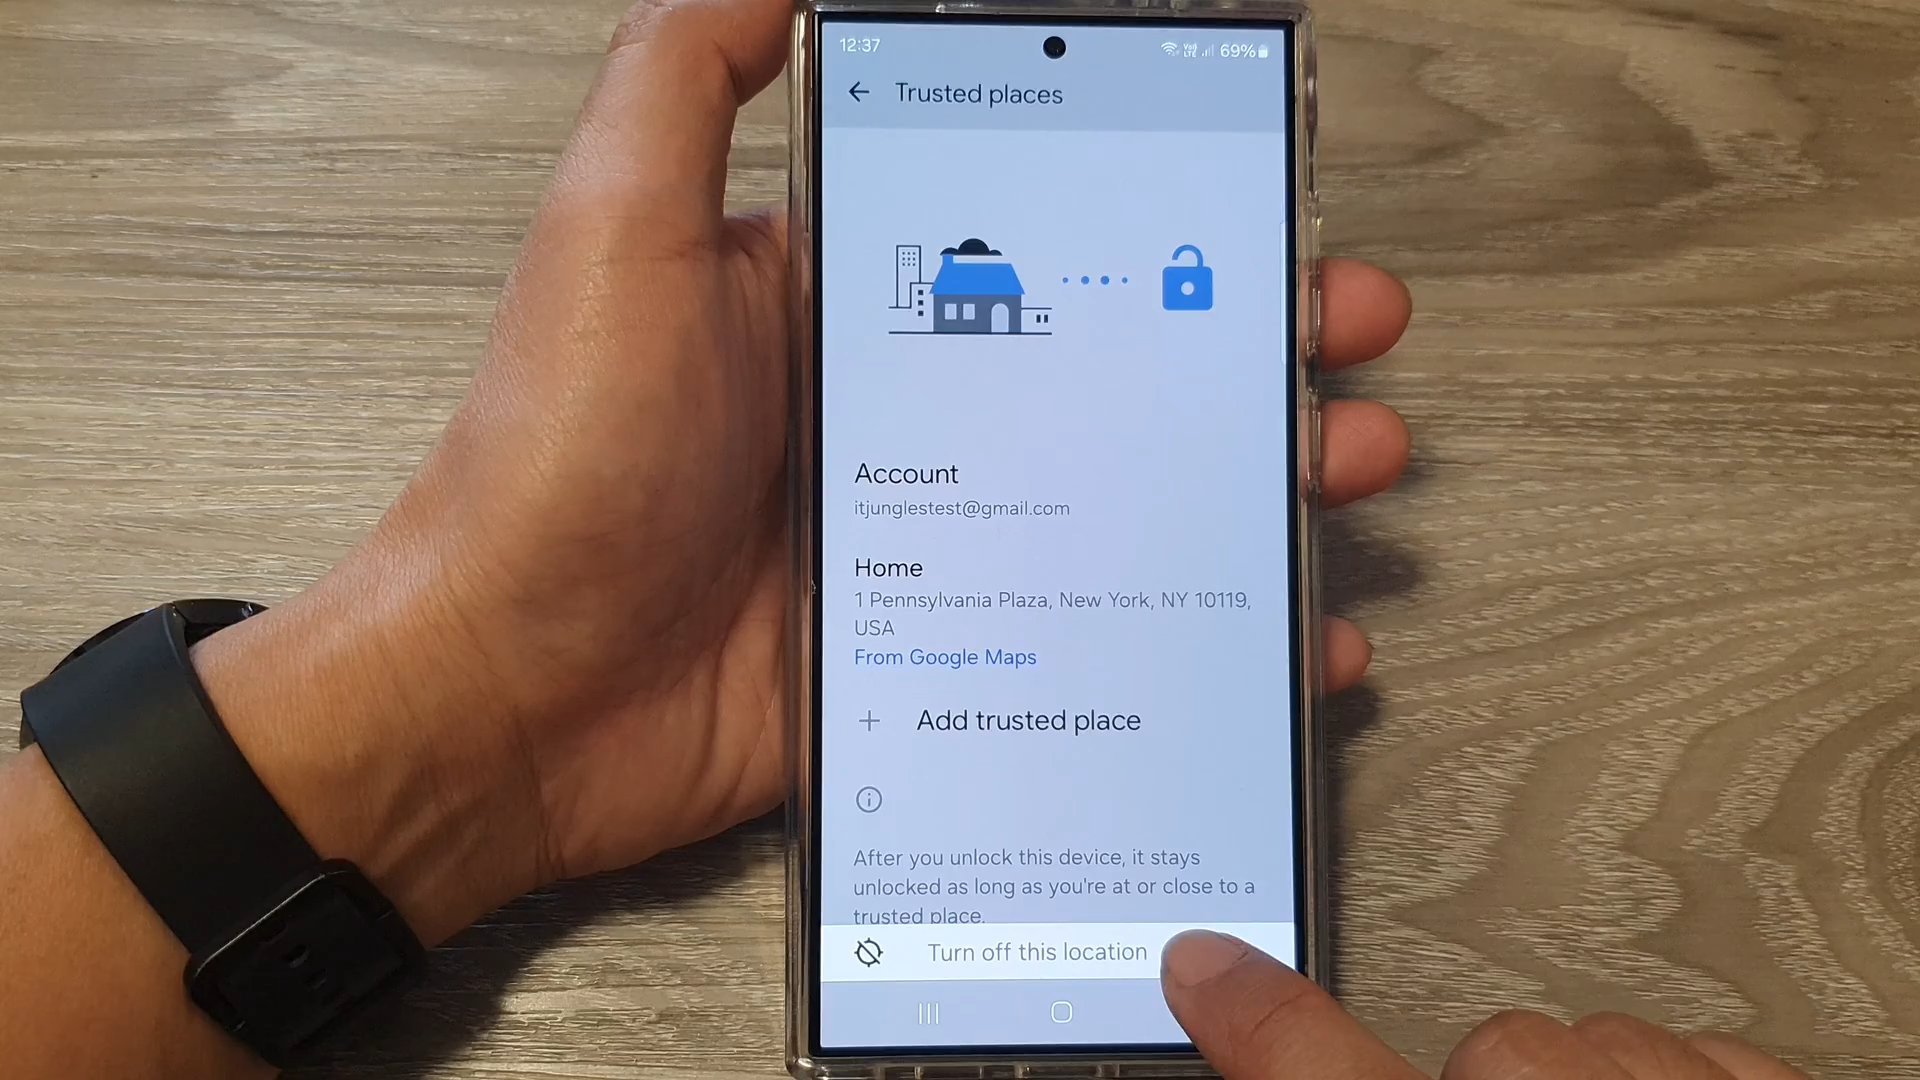 12:37
Vo) LTE 69%
Trusted places
Account
itjunglestest@gmail.com
Home
1 Pennsylvania Plaza, New York, NY 10119,
USA
From Google Maps
Add trusted place
After you unlock this device, it stays
unlocked as long as you're at or close to a
trusted place.
Turn off this location